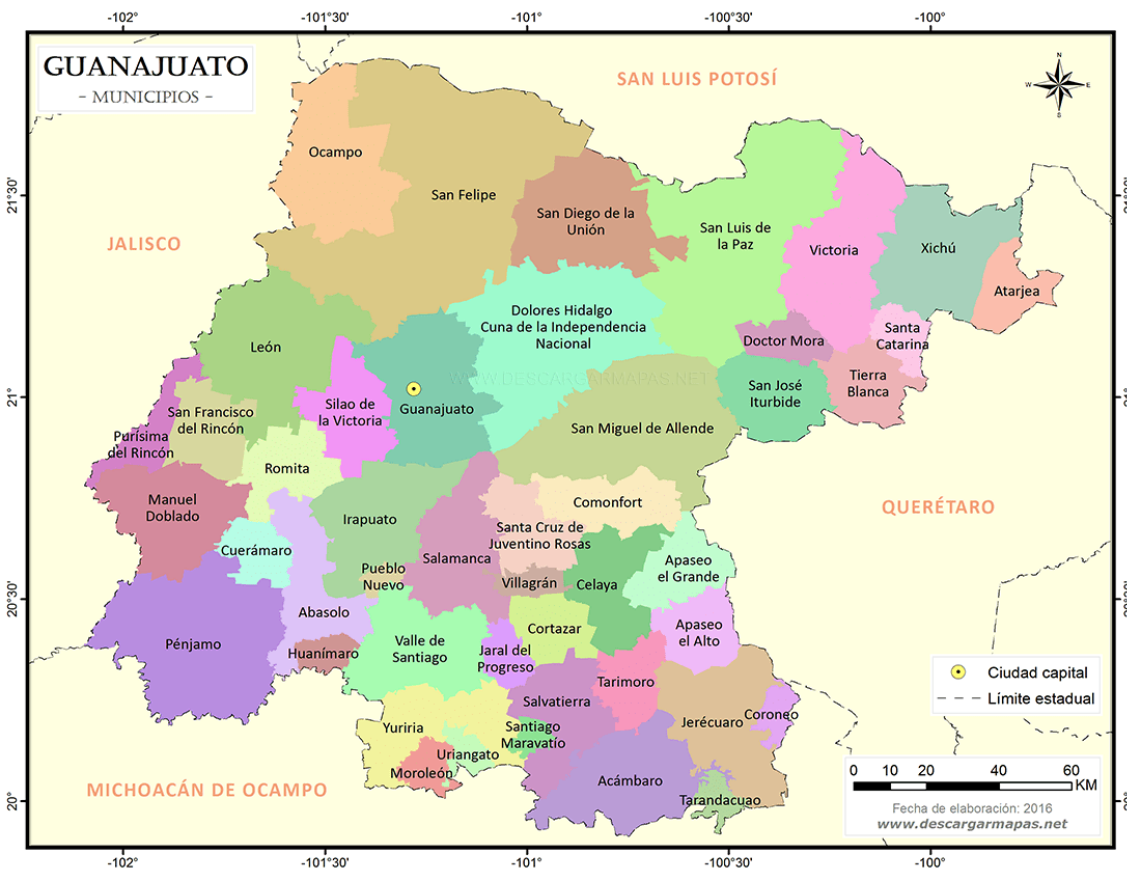 -102°
-101°30'
-101°
-100°30'
-100°
GUANAJUATO
- MUNICIPIOS -
SAN LUIS POTOSÍ
N
W
E
S
Ocampo
San Felipe
21°30'
San Diego de la
Unión
San Luis de
la Paz
JALISCO
Victoria
Xichú
Atarjea
Dolores Hidalgo
Cuna de la Independencia
Nacional
Santa
Catarina
Doctor Mora
León
Tierra
Blanca
WWW.DESCARGARMAPAS.NET
San José
Iturbide
21°
Guanajuato
Silao de
la Victoria
San Francisco
del Rincón
San Miguel de Allende
Purísima
del Rincón
Romita
Manuel
Doblado
Comonfort
QUERÉTARO
Irapuato
Santa Cruz de
Juventino Rosas
Cuerámaro
Salamanca
Apaseo
el Grande
Pueblo
Nuevo
Villagrán
Celaya
20°30'
Abasolo
Cortazar
Apaseo
el Alto
Pénjamo
Valle de
Santiago
Huanímaro
Jaral del
Progreso
Tarimoro
Ciudad capital
Límite estadual
Salvatierra
Coroneo
Jerécuaro
Yuriria
Santiago
Maravatío
Uriangato
Moroleón
Acámbaro
0
10
20
40
60
KM
MICHOACÁN DE OCAMPO
20°
Tarandacuao
Fecha de elaboración: 2016
www.descargarmapas.net
-102°
-101°30'
-101°
-100°30'
-100°